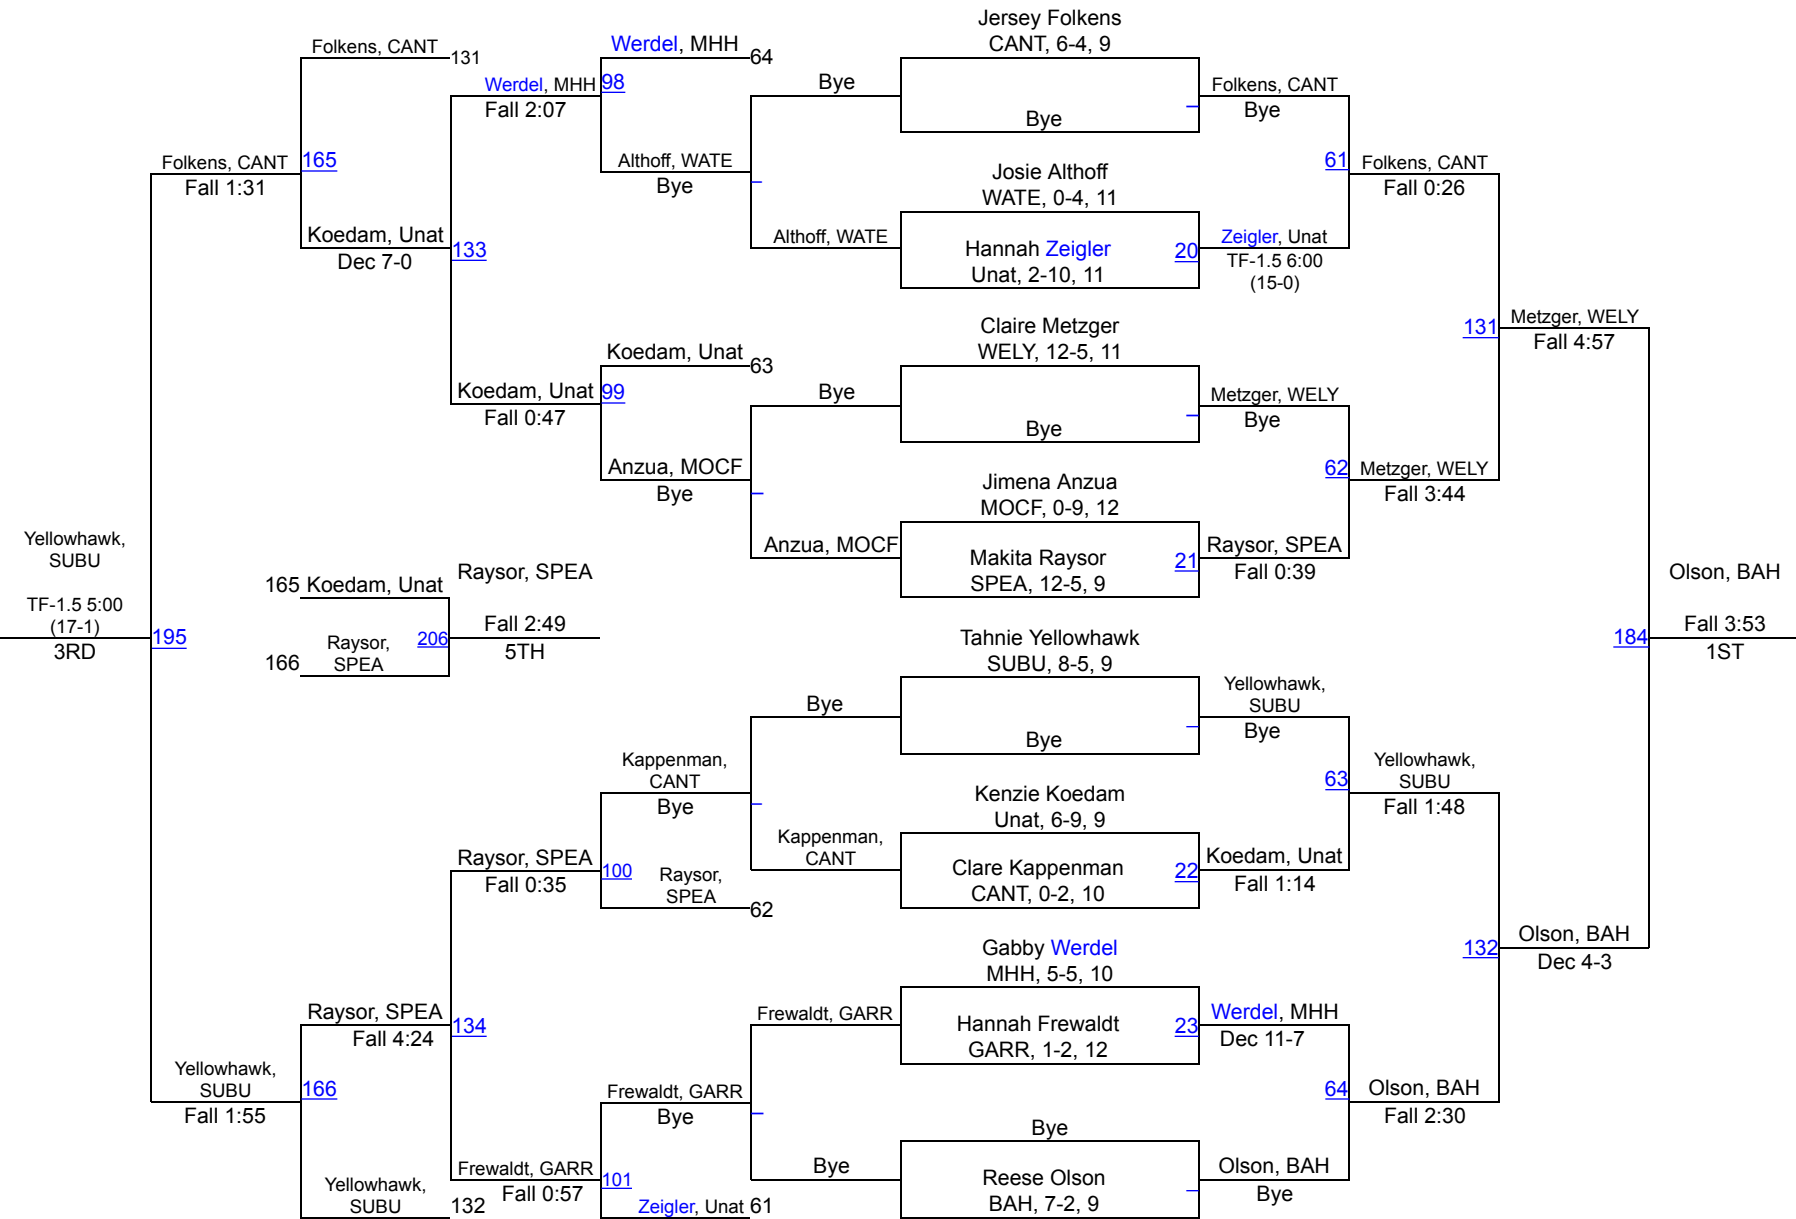 Jersey Folkens
CANT, 6-4, 9
Bye
Josie Althoff
WATE, 0-4, 11
Hannah Zeigler
Unat, 2-10, 11
20
Claire Metzger
WELY, 12-5, 11
Bye
Jimena Anzua
MOCF, 0-9, 12
Makita Raysor
SPEA, 12-5, 9
21
Tahnie Yellowhawk
SUBU, 8-5, 9
Bye
Kenzie Koedam
Unat, 6-9, 9
Clare Kappenman
CANT, 0-2, 10
22
Gabby Werdel
MHH, 5-5, 10
Hannah Frewaldt
GARR, 1-2, 12
23
Bye
Reese Olson
BAH, 7-2, 9
Folkens, CANT
Bye
61
Zeigler, Unat
TF-1.5 6:00
(15-0)
Metzger, WELY
Bye
62
Raysor, SPEA
Fall 0:39
Yellowhawk,
SUBU
Bye
63
Koedam, Unat
Fall 1:14
Werdel, MHH
Dec 11-7
64
Olson, BAH
Bye
Folkens, CANT
Fall 0:26
131
Metzger, WELY
Fall 3:44
Yellowhawk,
SUBU
Fall 1:48
132
Olson, BAH
Fall 2:30
Metzger, WELY
Fall 4:57
184
Olson, BAH
Dec 4-3
Olson, BAH
Fall 3:53
1ST
Bye
Althoff, WATE
Bye
Anzua, MOCF
Bye
Kappenman,
CANT
Frewaldt, GARR
Bye
Werdel, MHH
64
98
Althoff, WATE
Bye
Koedam, Unat
63
99
Anzua, MOCF
Bye
Kappenman,
CANT
Bye
100
Raysor,
SPEA
62
Frewaldt, GARR
Bye
101
Zeigler, Unat
61
Werdel, MHH
Fall 2:07
133
Koedam, Unat
Fall 0:47
Raysor, SPEA
Fall 0:35
134
Frewaldt, GARR
Fall 0:57
Folkens, CANT
131
165
Koedam, Unat
Dec 7-0
165
Koedam, Unat
206
166
Raysor,
SPEA
Raysor, SPEA
Fall 2:49
5TH
Raysor, SPEA
Fall 4:24
166
Yellowhawk,
SUBU
132
Folkens, CANT
Fall 1:31
195
Yellowhawk,
SUBU
Fall 1:55
Yellowhawk,
SUBU
TF-1.5 5:00
(17-1)
3RD